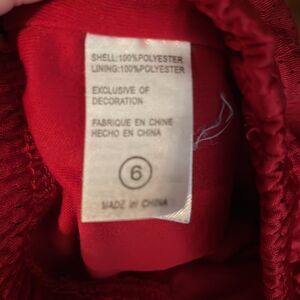 SHELL:100%POLYESTER
LINING:100%POLYESTER
EXCLUSIVE OF
DECORATION
FABRIQUE EN CHINE
HECHO EN CHINA
6
MADE IN CHINA